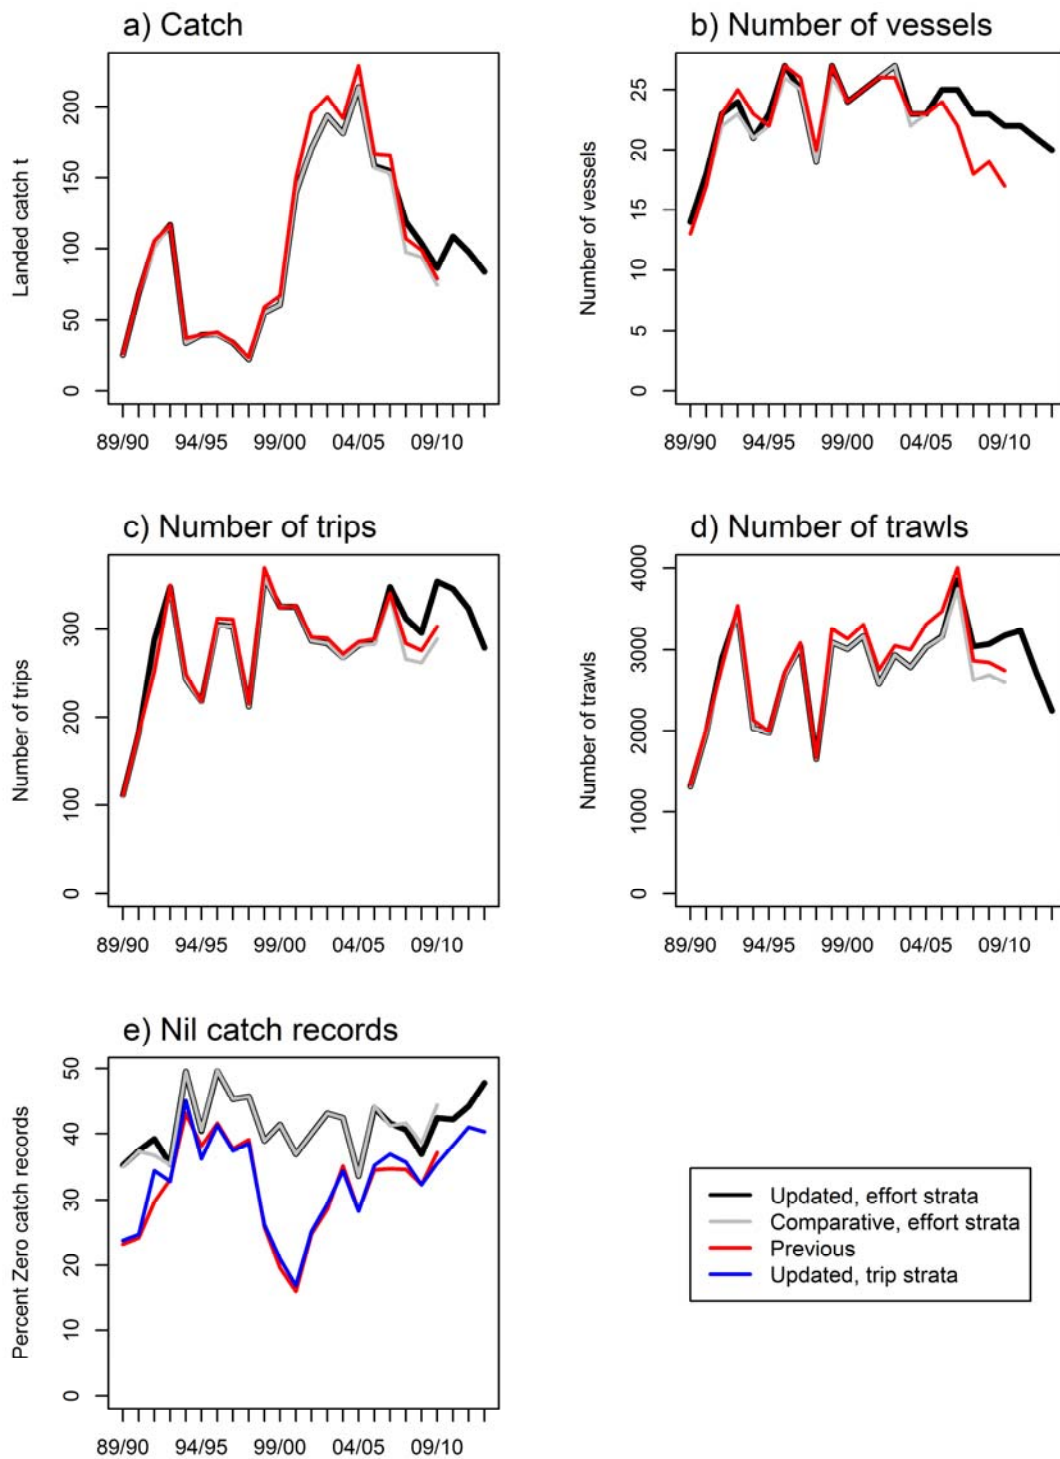 a) Catch
Landed catch t
200
150
100
50
0
89/90 94/95 99/00 04/05 09/10
b) Number of vessels
Number of vessels
25
20
15
10
5
0
89/90 94/95 99/00 04/05 09/10
c) Number of trips
Number of trips
300
200
100
0
89/90 94/95 99/00 04/05 09/10
d) Number of trawls
Number of trawls
4000
3000
2000
1000
0
89/90 94/95 99/00 04/05 09/10
e) Nil catch records
Percent Zero catch records
50
40
30
20
10
0
89/90 94/95 99/00 04/05 09/10
Updated, effort strata
Comparative, effort strata
Previous
Updated, trip strata